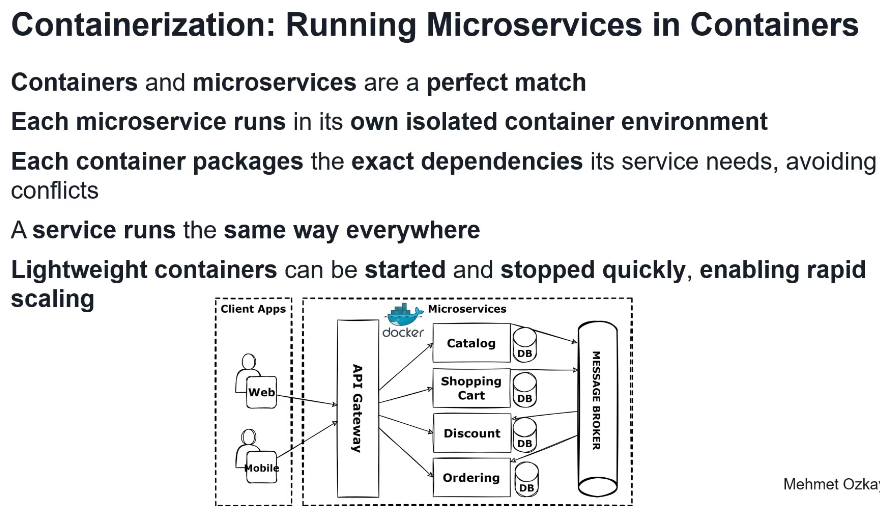 Containerization: Running Microservices in Containers
Containers and microservices are a perfect match
Each microservice runs in its own isolated container environment
Each container packages the exact dependencies its service needs, avoiding
conflicts
A service runs the same way everywhere
Lightweight containers can be started and stopped quickly, enabling rapid
scaling
Client Apps
Microservices
docker
Web
Mobile
API Gateway
Catalog
DB
Shopping
Cart
DB
Discount
DB
Ordering
DB
MESSAGE BROKER
Mehmet Ozkay